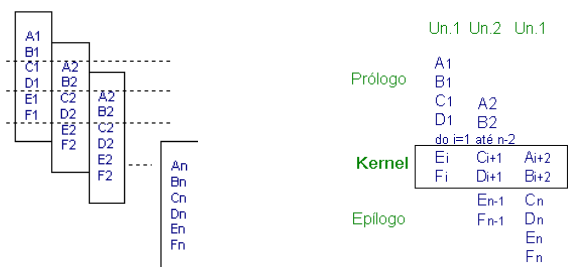 A1
B1
C1
D1
E1
F1
A2
B2
C2
D2
E2
F2
A2
B2
C2
D2
E2
F2
An
Bn
Cn
Dn
En
Fn
Un.1 Un.2 Un.1
Prólogo
A1
B1
C1 A2
D1 B2
do i=1 até n-2
Kernel
Ei Ci+1 Ai+2
Fi Di+1 Bi+2
Epílogo
En-1 Cn
Fn-1 Dn
En
Fn